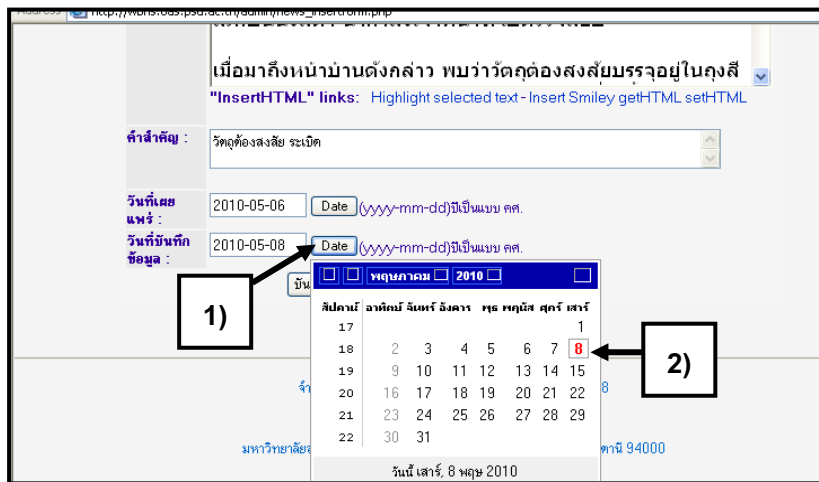 http://wbns.oas.psd.ac.th/admin/news_insertform.php
เมื่อมาถึงหน้าบ้านดังกล่าว พบว่าวัตถุต้องสงสัยบรรจุอยู่ในถุงสี
"InsertHTML" links: Highlight selected text - Insert Smiley getHTML setHTML
คำสำคัญ : วัตถุต้องสงสัย ระเบิด
วันที่เผยแพร่ : 2010-05-06 Date (yyyy-mm-dd)ปีเป็นแบบ คศ.
วันที่บันทึกข้อมูล : 2010-05-08 Date (yyyy-mm-dd)ปีเป็นแบบ คศ.
1)
พฤษภาคม 2010
สัปดาห์ อาทิตย์ จันทร์ อังคาร พุธ พฤหัส ศุกร์ เสาร์
17 1
18 2 3 4 5 6 7 8
2)
19 9 10 11 12 13 14 15
20 16 17 18 19 20 21 22
21 23 24 25 26 27 28 29
22 30 31
วันนี้ เสาร์, 8 พฤษ 2010
94000